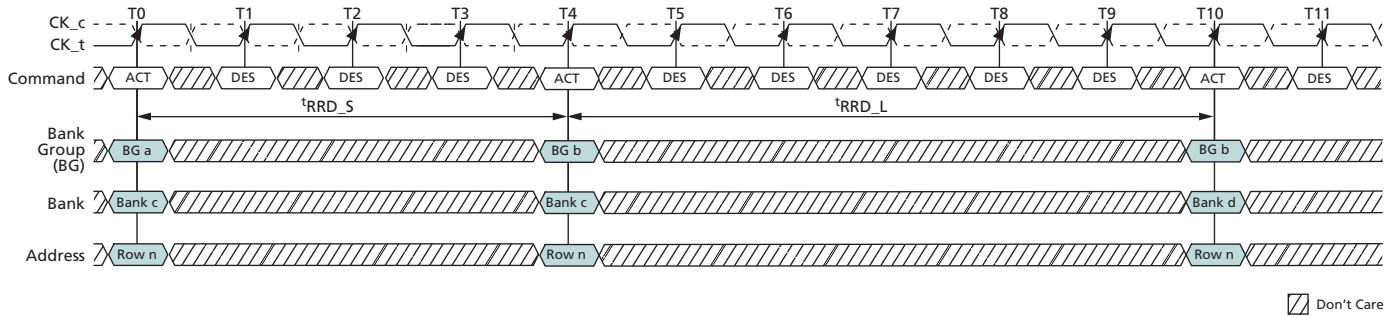 T0 T1 T2 T3 T4 T5 T6 T7 T8 T9 T10 T11
CK_c
CK_t
Command ACT DES DES DES ACT DES DES DES DES DES ACT DES
tRRD_S tRRD_L
Bank
Group
(BG)
BG a BG b BG b
Bank Bank c Bank c Bank d
Address Row n Row n Row n
Don't Care